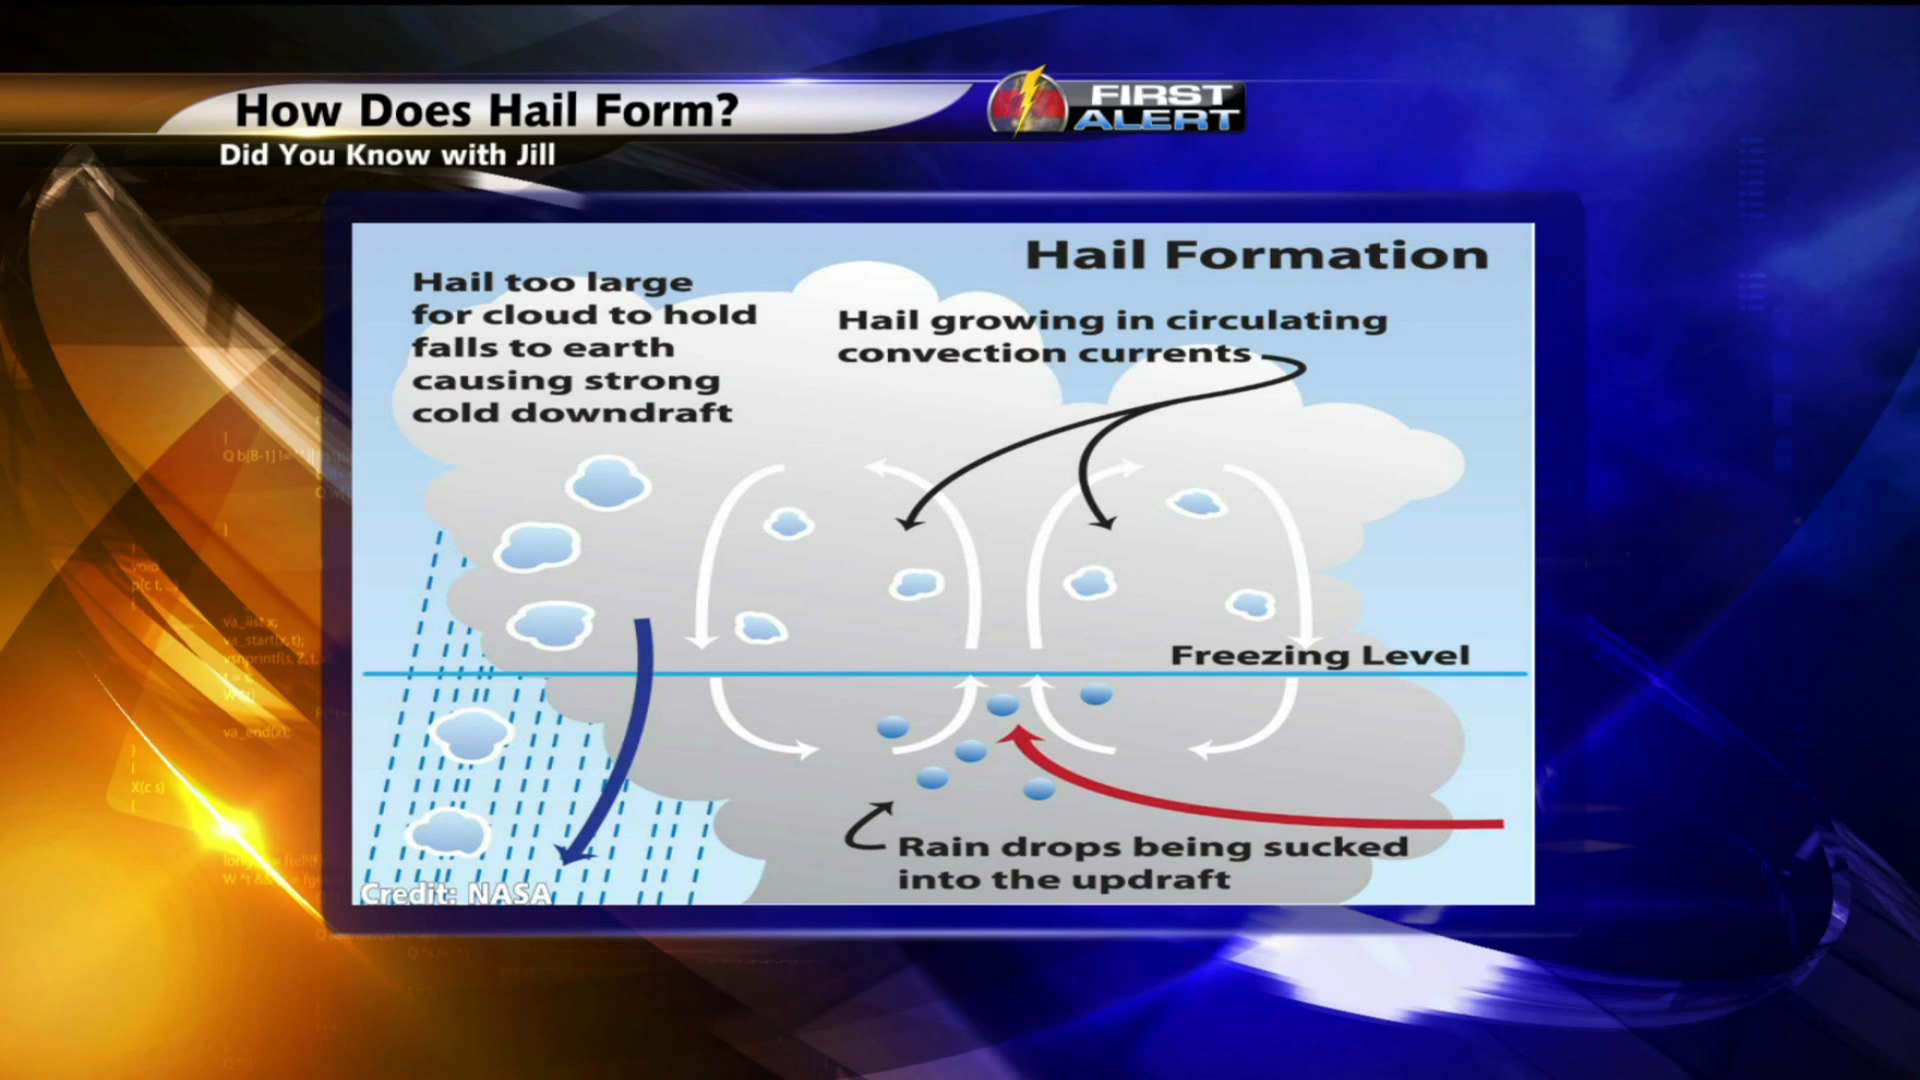 How Does Hail Form?
Did You Know with Jill
FIRST
ALERT
Hail Formation
Hail too large
for cloud to hold
falls to earth
causing strong
cold downdraft
Hail growing in circulating
convection currents
Freezing Level
Rain drops being sucked
into the updraft
Credit: NASA
va_end(x);
X(c s)